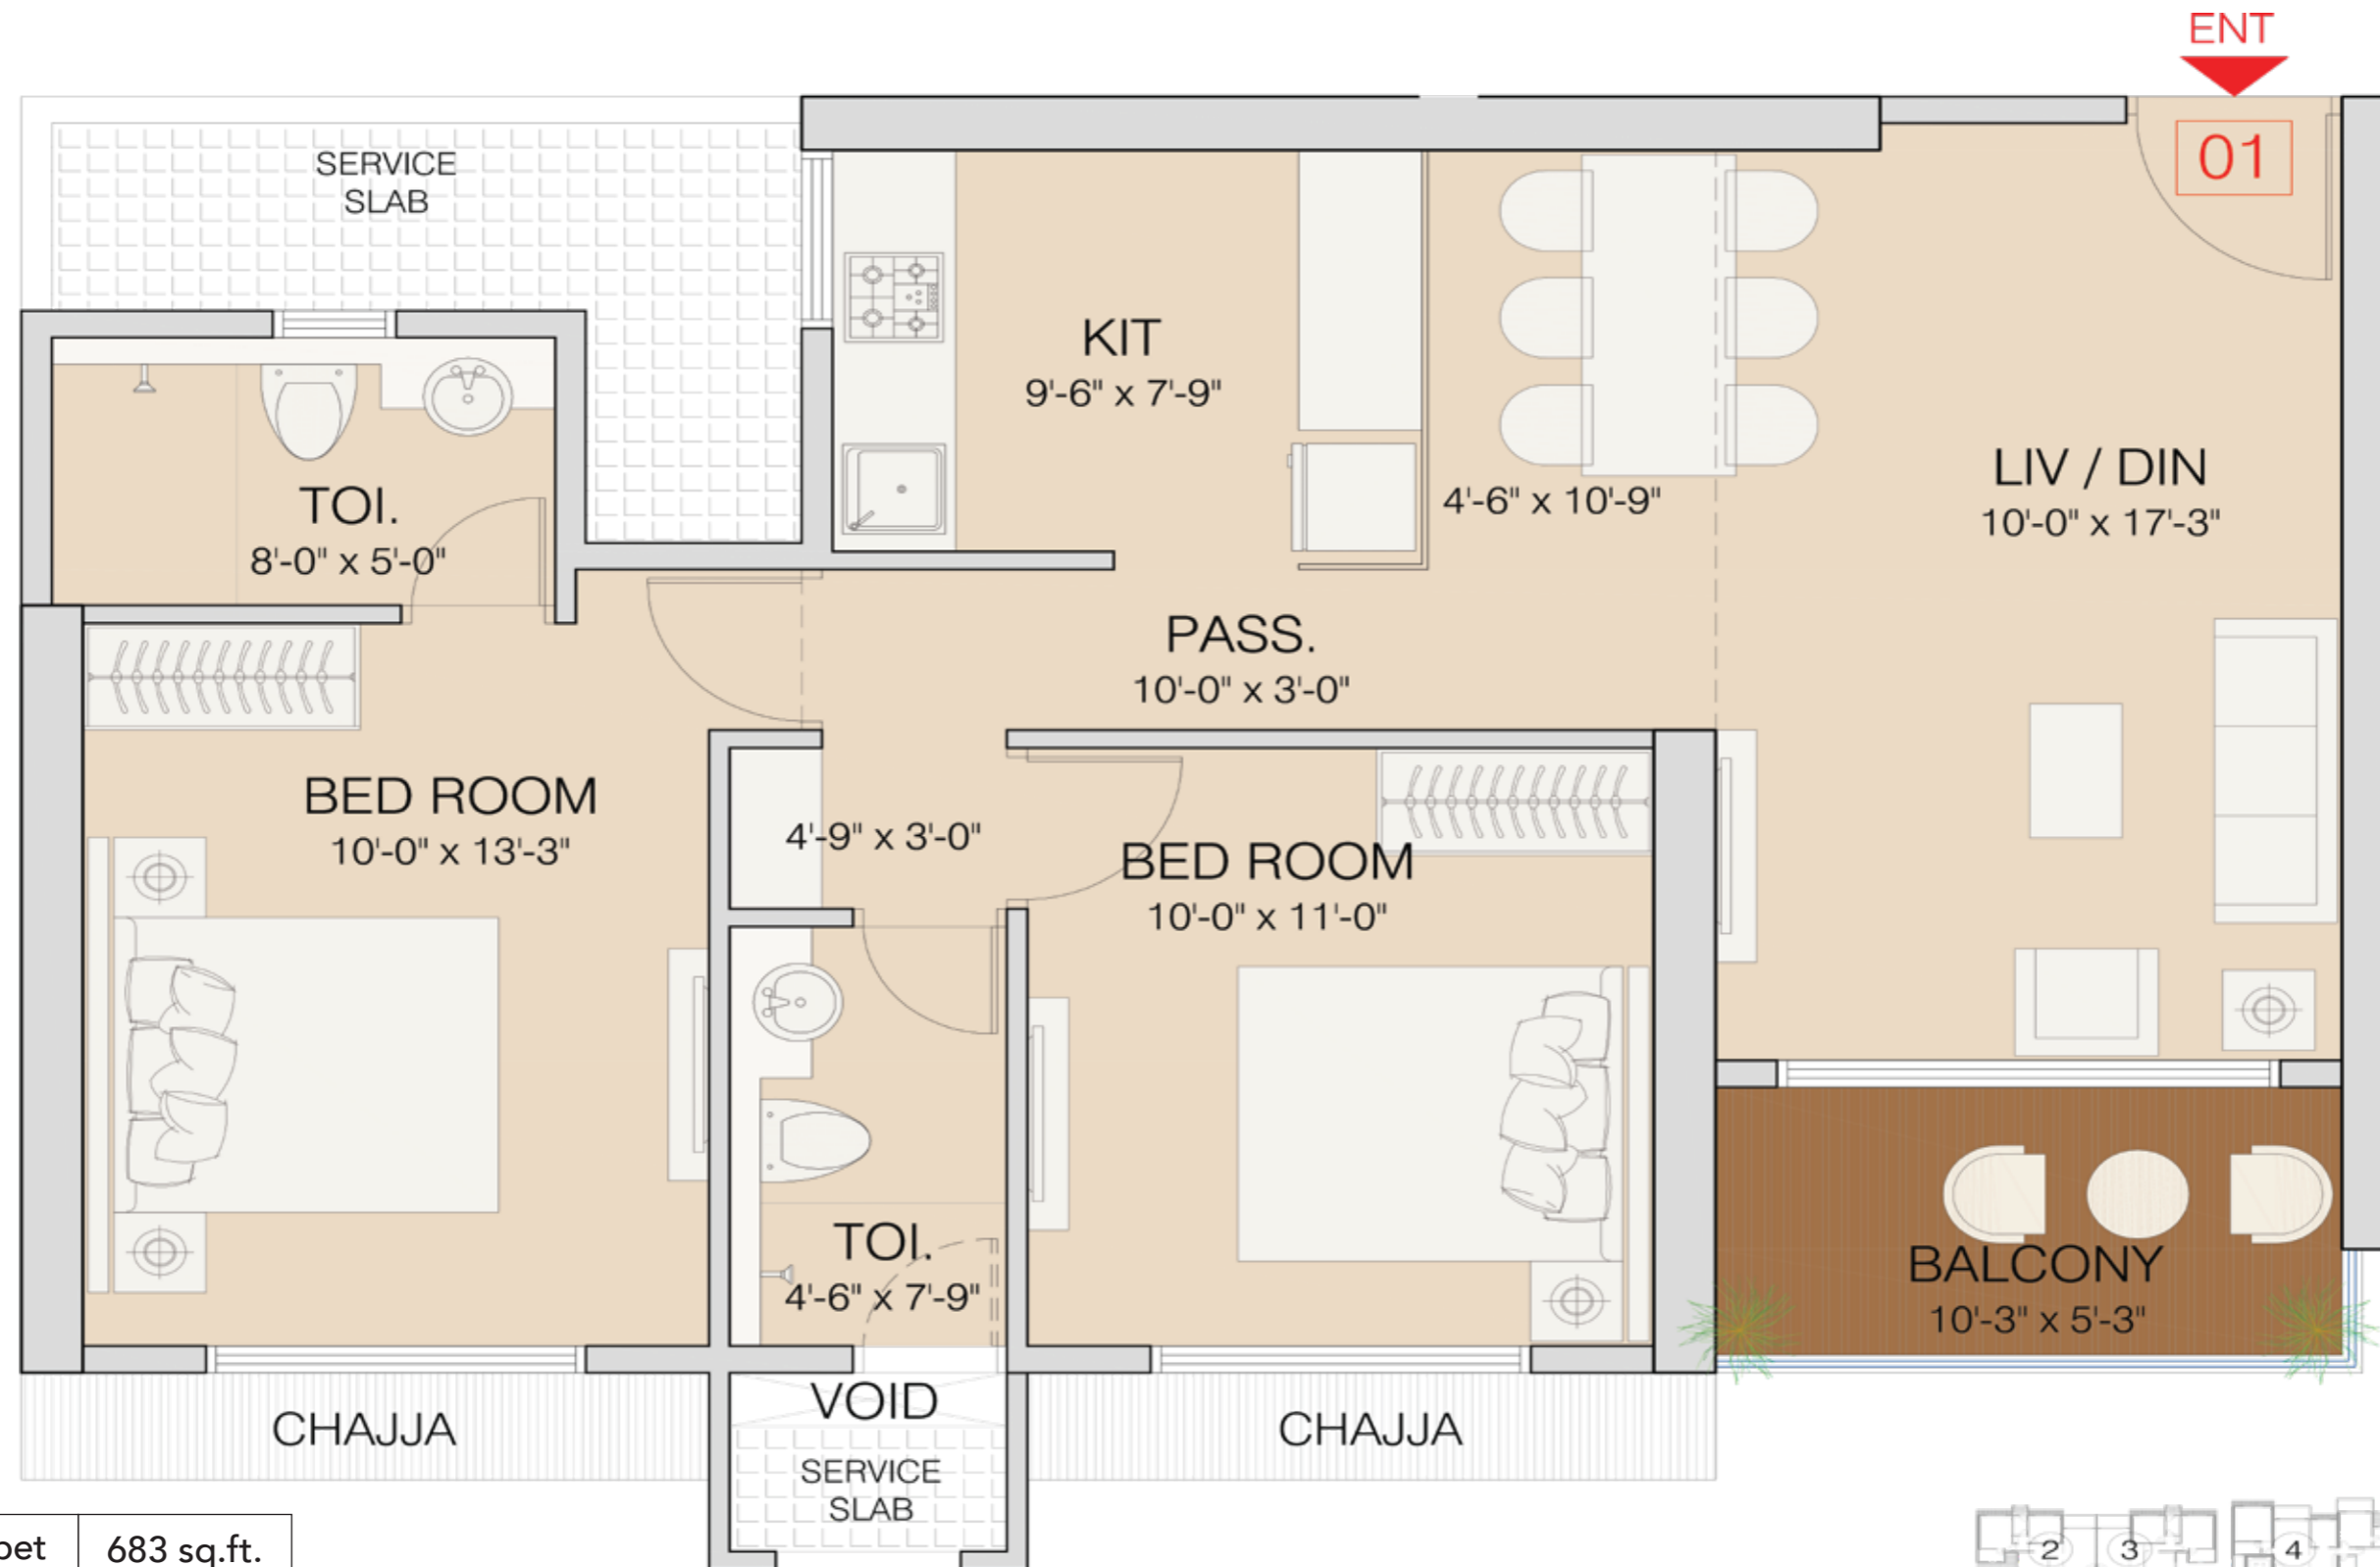 ENT
01
SERVICE
SLAB
KIT
9'-6" x 7'-9"
LIV / DIN
10'-0" x 17'-3"
4'-6" x 10'-9"
TOI.
8'-0" x 5'-0"
PASS.
10'-0" x 3'-0"
BED ROOM
10'-0" x 13'-3"
4'-9" x 3'-0"
BED ROOM
10'-0" x 11'-0"
TOI.
4'-6" x 7'-9"
BALCONY
10'-3" x 5'-3"
VOID
CHAJJA
CHAJJA
SERVICE
SLAB
683 sq.ft.
2
3
4